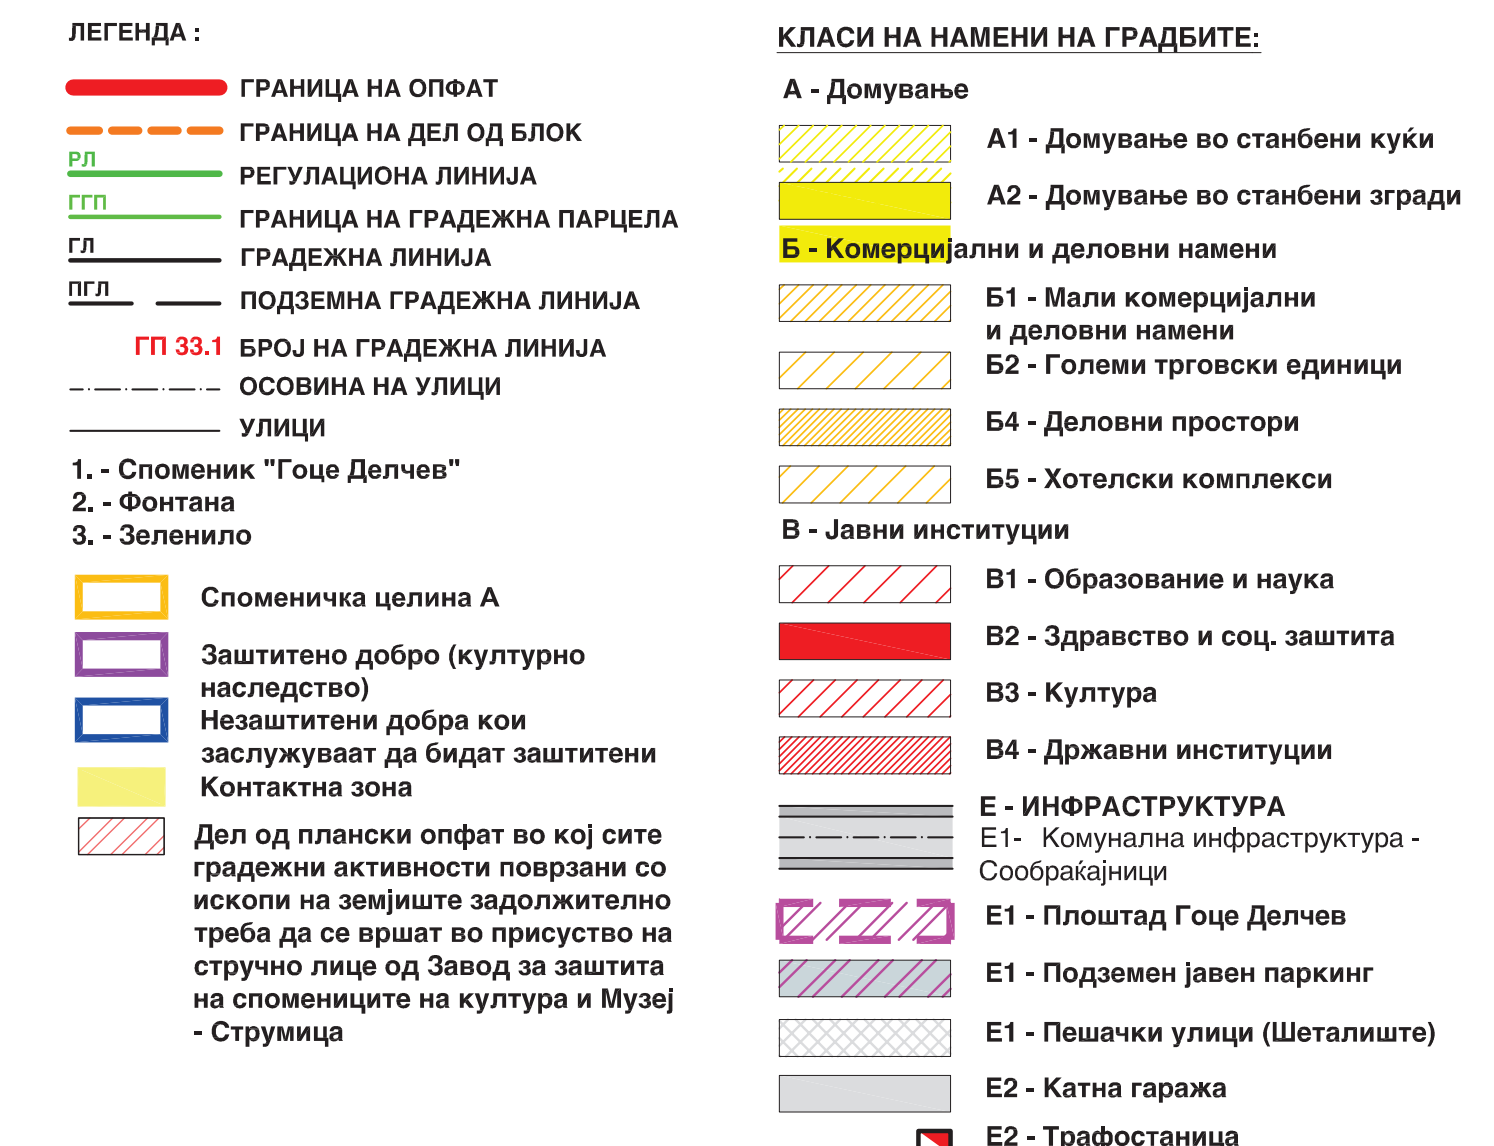 ЛЕГЕНДА :
ГРАНИЦА НА ОПФАТ
ГРАНИЦА НА ДЕЛ ОД БЛОК
РЛ
РЕГУЛАЦИОНА ЛИНИЈА
ГГП
ГРАНИЦА НА ГРАДЕЖНА ПАРЦЕЛА
ГЛ
ГРАДЕЖНА ЛИНИЈА
ПГЛ
ПОДЗЕМНА ГРАДЕЖНА ЛИНИЈА
ГП 33.1 БРОЈ НА ГРАДЕЖНА ЛИНИЈА
ОСОВИНА НА УЛИЦИ
УЛИЦИ
1. - Споменик "Гоце Делчев"
2. - Фонтана
3. - Зеленило
Споменичка целина А
Заштитено добро (културно
наследство)
Незаштитени добра кои
заслужуваат да бидат заштитени
Контактна зона
Дел од плански опфат во кој сите
градежни активности поврзани со
ископи на земјиште задолжително
треба да се вршат во присуство на
стручно лице од Завод за заштита
на спомениците на култура и Музеј
- Струмица
КЛАСИ НА НАМЕНИ НА ГРАДБИТЕ:
А - Домување
А1 - Домување во станбени куќи
А2 - Домување во станбени згради
Б - Комерцијални и деловни намени
Б1 - Мали комерцијални
и деловни намени
Б2 - Големи трговски единици
Б4 - Деловни простори
Б5 - Хотелски комплекси
В - Јавни институции
В1 - Образование и наука
В2 - Здравство и соц. заштита
В3 - Култура
В4 - Државни институции
Е - ИНФРАСТРУКТУРА
Е1- Комунална инфраструктура -
Сообраќајници
Е1 - Плоштад Гоце Делчев
Е1 - Подземен јавен паркинг
Е1 - Пешачки улици (Шеталиште)
Е2 - Катна гаража
Е2 - Трафостаница